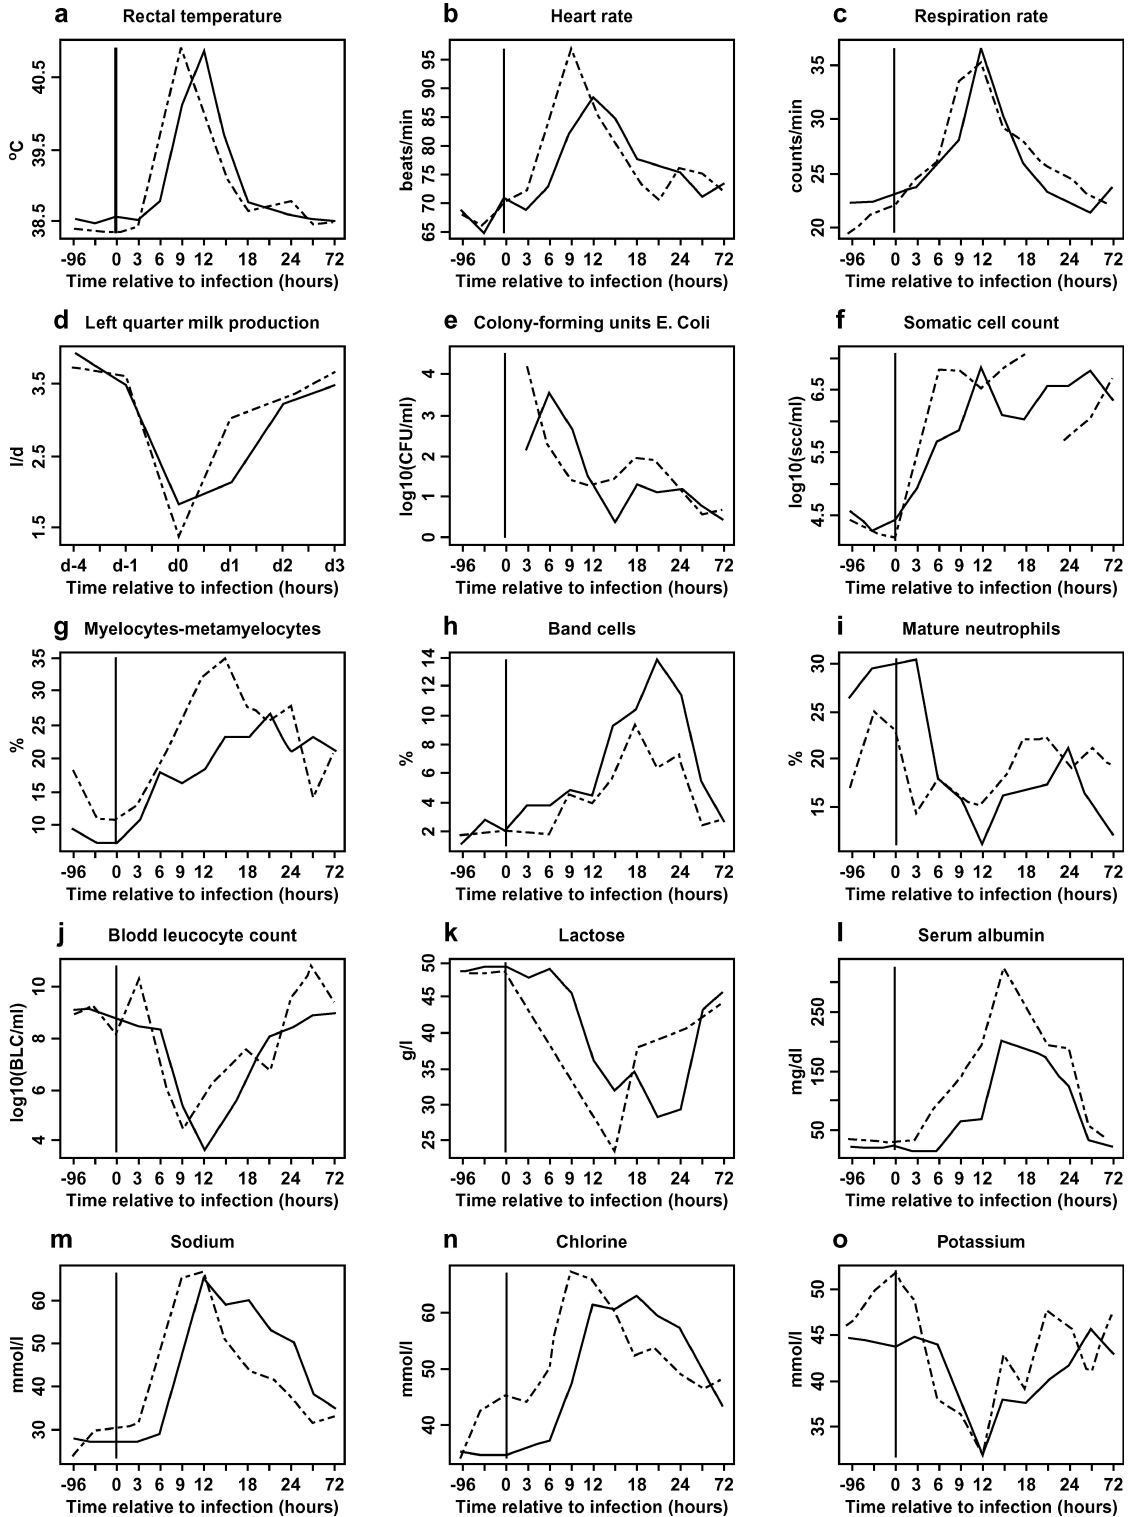 a Rectal temperature
b Heart rate
c Respiration rate
°C
40.5
39.5
38.5
-96 0 3 6 9 12 24 72
Time relative to infection (hours)
beats/min
95
90
85
80
75
70
65
-96 0 3 6 9 12 24 72
Time relative to infection (hours)
counts/min
35
30
25
20
-96 0 3 6 9 12 24 72
Time relative to infection (hours)
d Left quarter milk production
e Colony-forming units E. Coli
f Somatic cell count
l/d
3.5
2.5
1.5
d-4 d-1 d0 d1 d2 d3
Time relative to infection (hours)
log10(CFU/ml)
4
3
2
1
0
-96 0 3 6 9 12 24 72
Time relative to infection (hours)
log10(scc/ml)
6.5
5.5
4.5
-96 0 3 6 9 12 24 72
Time relative to infection (hours)
g Myelocytes-metamyelocytes
h Band cells
i Mature neutrophils
%
35
30
25
20
15
10
-96 0 3 6 9 12 24 72
Time relative to infection (hours)
%
14
12
10
8
6
4
2
-96 0 3 6 9 12 24 72
Time relative to infection (hours)
%
30
25
20
15
-96 0 3 6 9 12 24 72
Time relative to infection (hours)
j Blodd leucocyte count
k Lactose
l Serum albumin
log10(BLC/ml)
10
8
6
4
-96 0 3 6 9 12 24 72
Time relative to infection (hours)
g/l
50
45
40
35
30
25
-96 0 3 6 9 12 24 72
Time relative to infection (hours)
mg/dl
250
150
50
-96 0 3 6 9 12 24 72
Time relative to infection (hours)
m Sodium
n Chlorine
o Potassium
mmol/l
60
50
40
30
-96 0 3 6 9 12 24 72
Time relative to infection (hours)
mmol/l
60
50
40
-96 0 3 6 9 12 24 72
Time relative to infection (hours)
mmol/l
50
45
40
35
-96 0 3 6 9 12 24 72
Time relative to infection (hours)